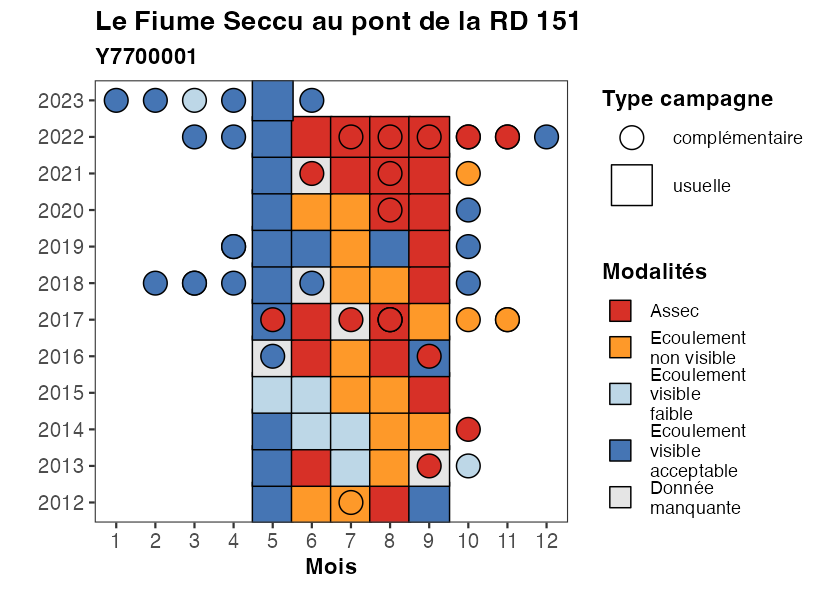 Le Fiume Seccu au pont de la RD 151
Y7700001
2023
2022
2021
2020
2019
2018
2017
2016
2015
2014
2013
2012
1 2 3 4 5 6 7 8 9 10 11 12
Mois
Type campagne
complémentaire
usuelle
Modalités
Assec
Ecoulement
non visible
Ecoulement
visible
faible
Ecoulement
visible
acceptable
Donnée
manquante